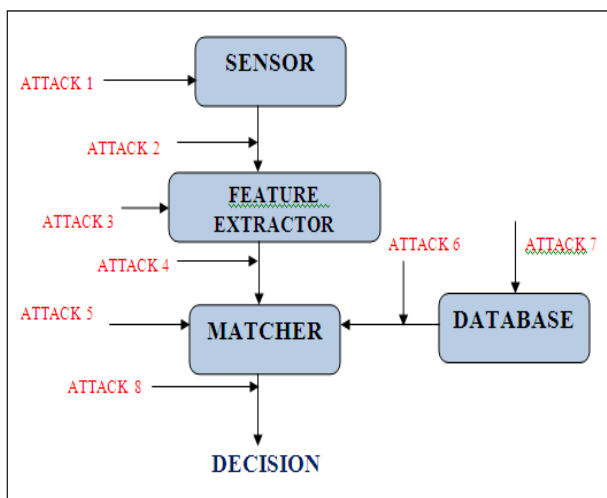 SENSOR
ATTACK 1
ATTACK 2
FEATURE
EXTRACTOR
ATTACK 3
ATTACK 4
ATTACK 6
ATTACK 7
ATTACK 5
MATCHER
DATABASE
ATTACK 8
DECISION